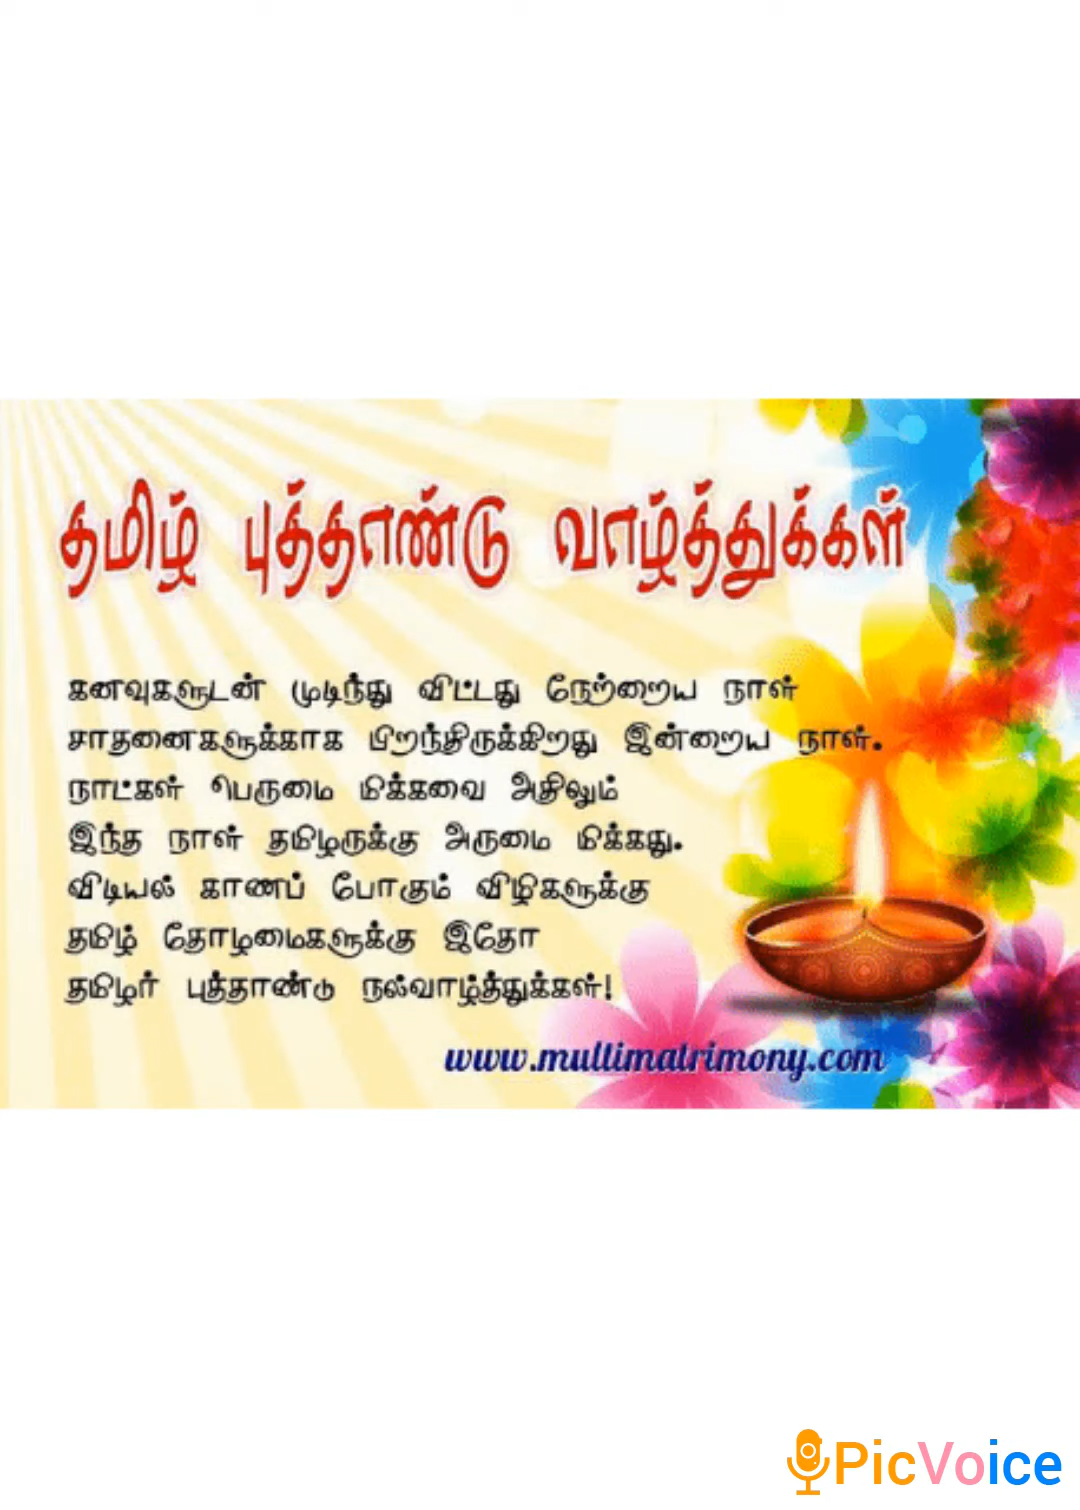 தமிழ் புத்தாண்டு வாழ்த்துக்கள்
கனவுகளுடன் முடிந்து விட்டது நேற்றைய நாள்
சாதனைகளுக்காக பிறந்திருக்கிறது இன்றைய நாள்.
நாட்கள் பெருமை மிக்கவை அதிலும்
இந்த நாள் தமிழருக்கு அருமை மிக்கது.
விடியல் காணப் போகும் விழிகளுக்கு
தமிழ் தோழமைகளுக்கு இதோ
தமிழர் புத்தாண்டு நல்வாழ்த்துக்கள்!
www.multimatrimony.com
PicVoice